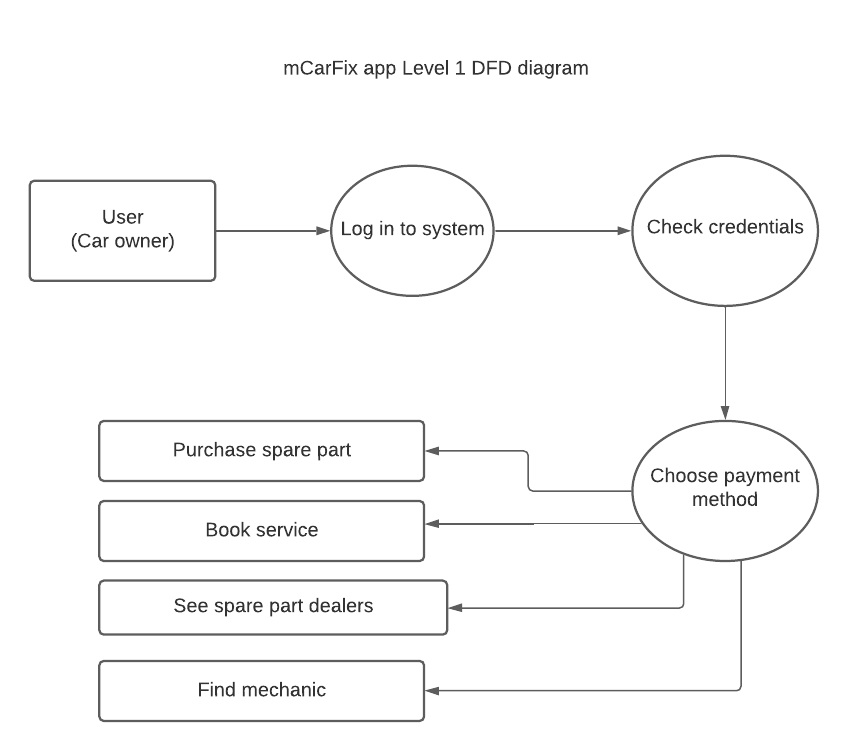 mCarFix app Level 1 DFD diagram
User
(Car owner)
Log in to system
Check credentials
Choose payment
method
Purchase spare part
Book service
See spare part dealers
Find mechanic